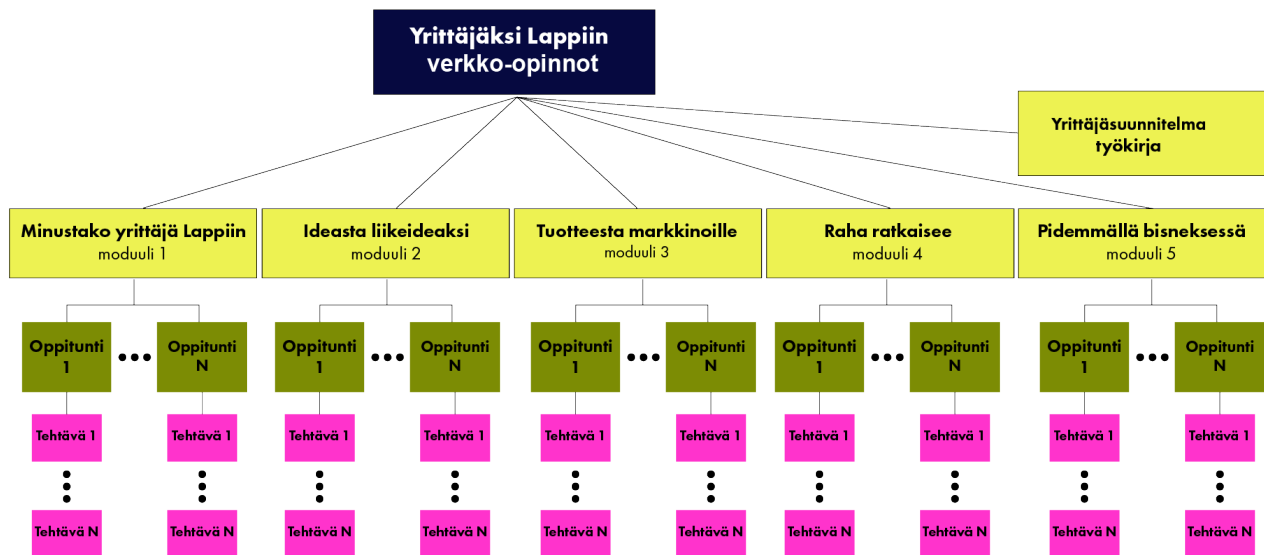 Yrittäjäksi Lappiin
verkko-opinnot
Yrittäjäsuunnitelma
työkirja
Minustako yrittäjä Lappiin
moduuli 1
Ideasta liikeideaksi
moduuli 2
Tuotteesta markkinoille
moduuli 3
Raha ratkaisee
moduuli 4
Pidemmällä bisneksessä
moduuli 5
Oppitunti
1
Oppitunti
N
Oppitunti
1
Oppitunti
N
Oppitunti
1
Oppitunti
N
Oppitunti
1
Oppitunti
N
Oppitunti
1
Oppitunti
N
Tehtävä 1
Tehtävä 1
Tehtävä 1
Tehtävä 1
Tehtävä 1
Tehtävä 1
Tehtävä 1
Tehtävä 1
Tehtävä 1
Tehtävä 1
Tehtävä N
Tehtävä N
Tehtävä N
Tehtävä N
Tehtävä N
Tehtävä N
Tehtävä N
Tehtävä N
Tehtävä N
Tehtävä N